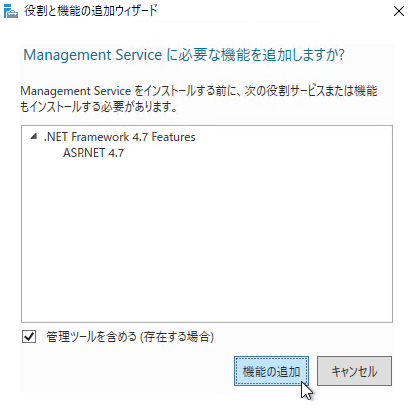 役割と機能の追加ウィザード
Management Service に必要な機能を追加しますか?
Management Service をインストールする前に、次の役割サービスまたは機能
もインストールする必要があります。
.NET Framework 4.7 Features
ASP.NET 4.7
管理ツールを含める (存在する場合)
機能の追加
キャンセル